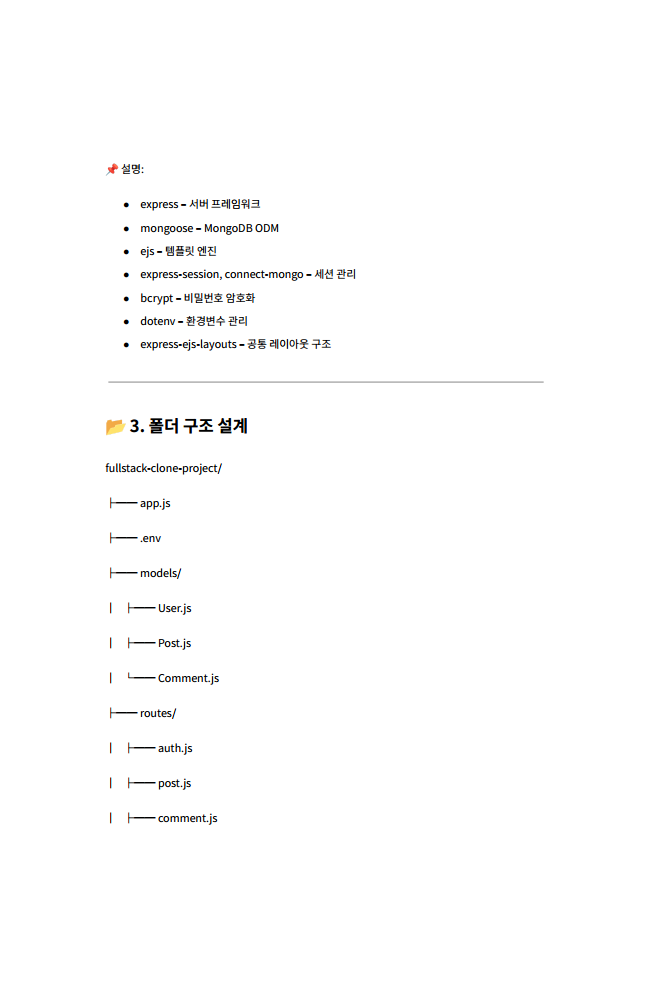 📌 설명:
● express – 서버 프레임워크
● mongoose – MongoDB ODM
● ejs – 템플릿 엔진
● express-session, connect-mongo – 세션 관리
● bcrypt – 비밀번호 암호화
● dotenv – 환경변수 관리
● express-ejs-layouts – 공통 레이아웃 구조
📂 3. 폴더 구조 설계
fullstack-clone-project/
├── app.js
├── .env
├── models/
│ ├── User.js
│ ├── Post.js
│ └── Comment.js
├── routes/
│ ├── auth.js
│ ├── post.js
│ ├── comment.js